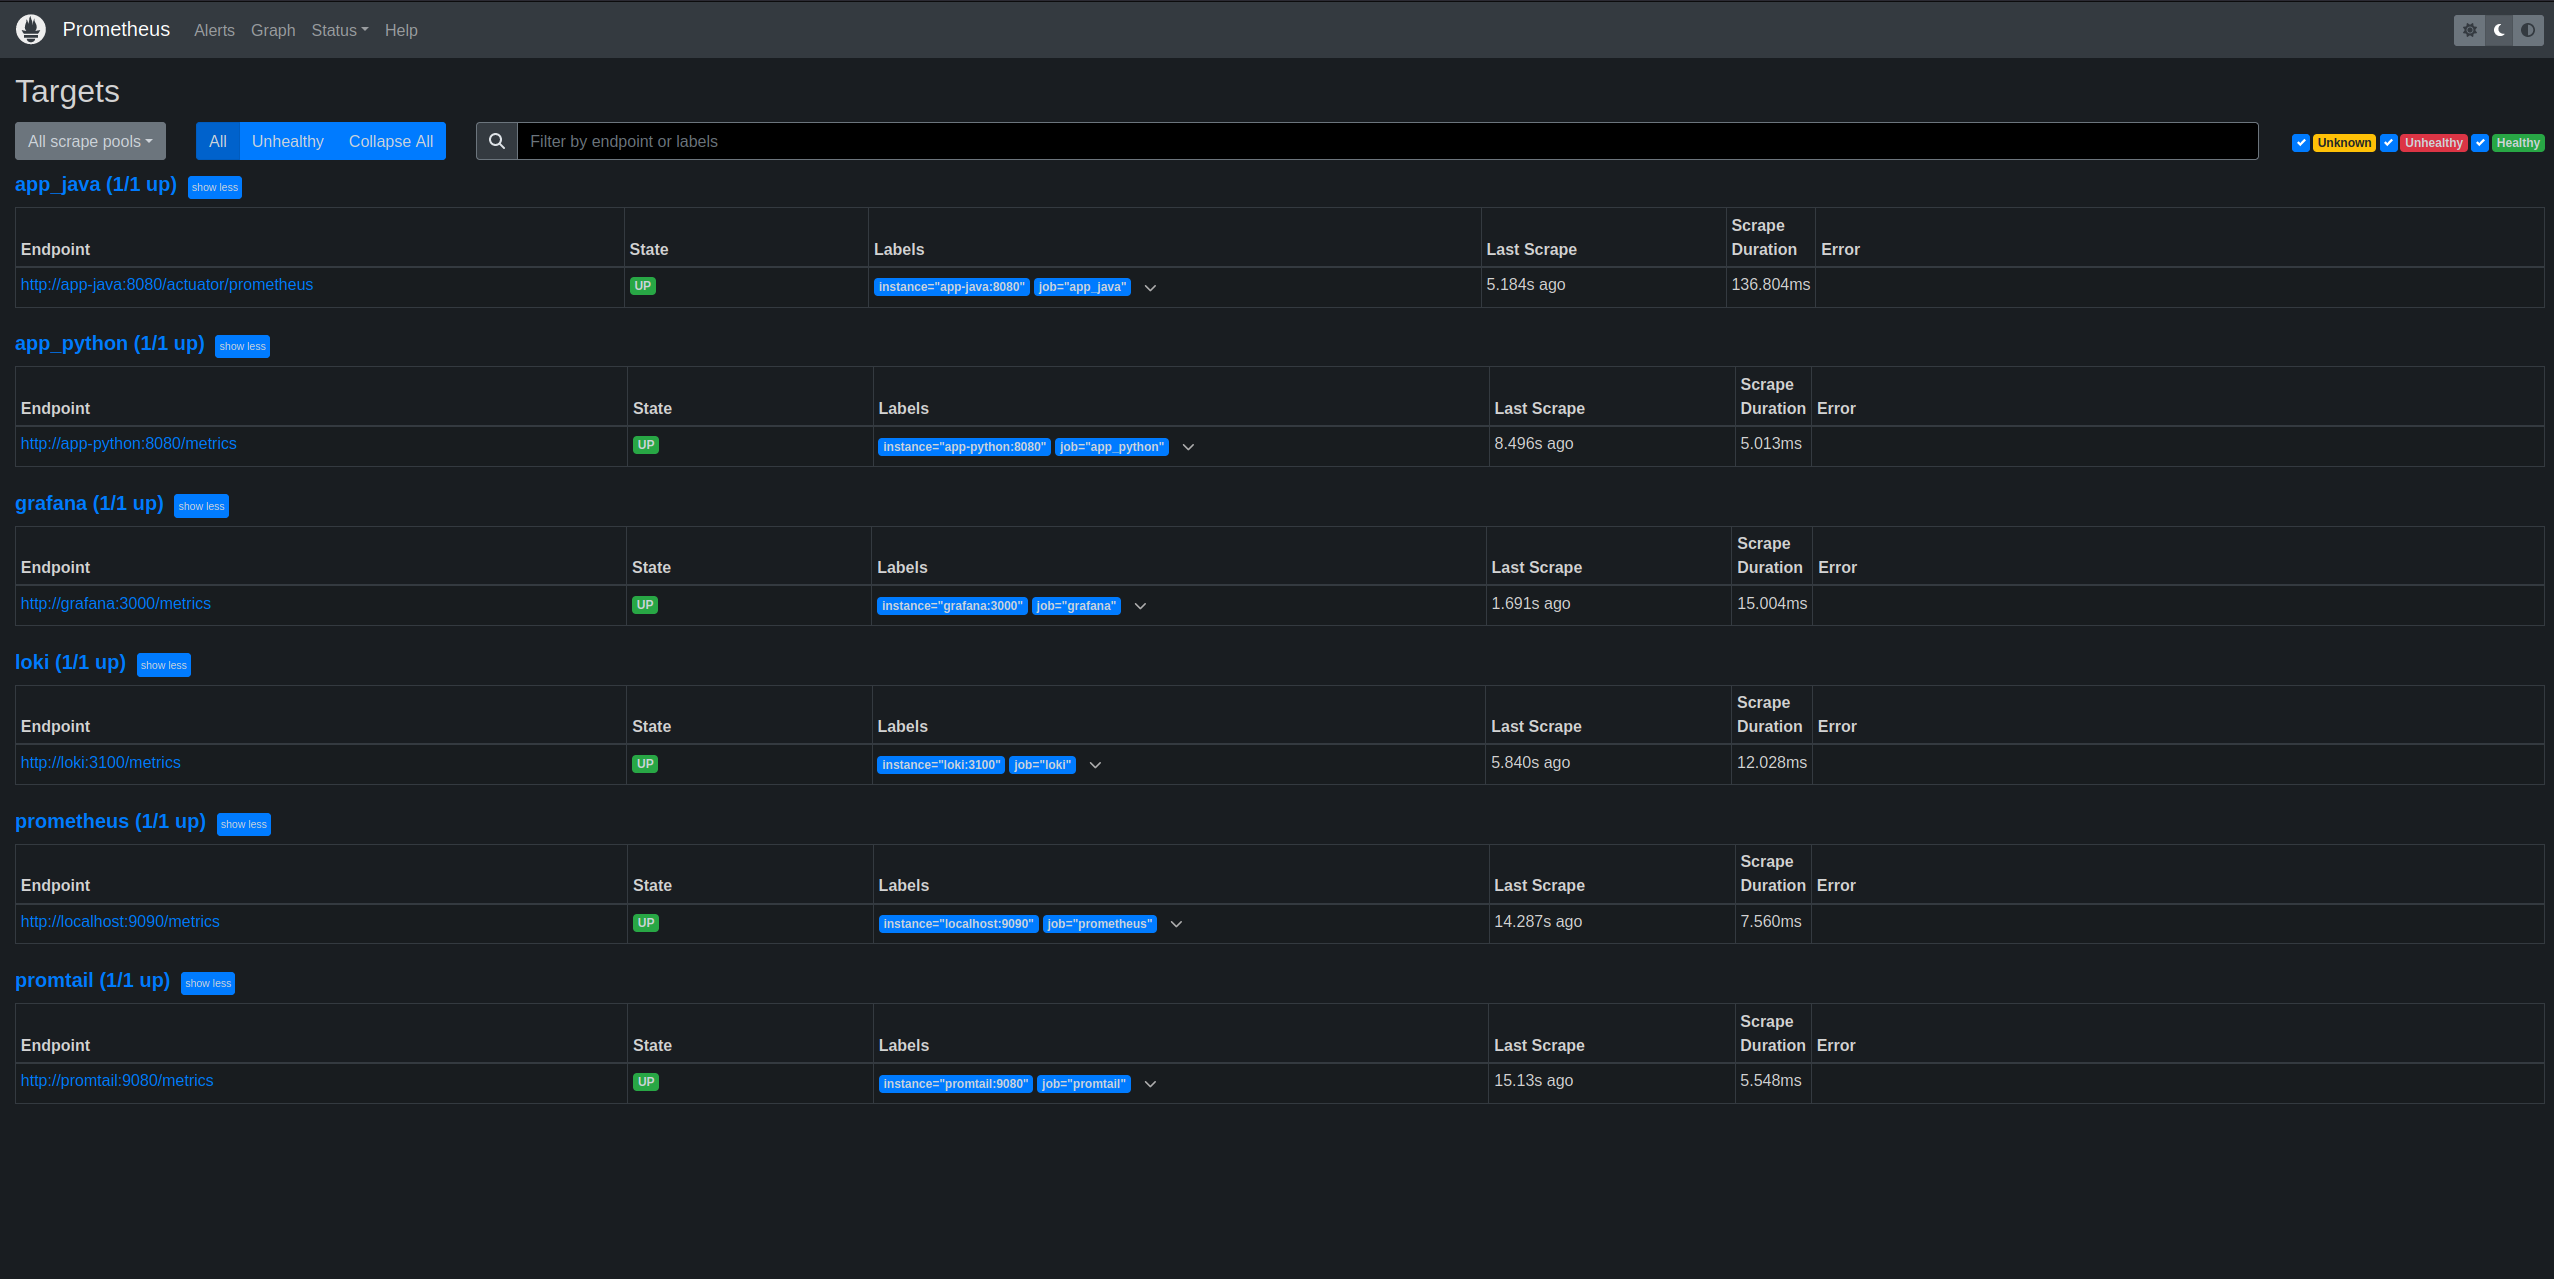 Prometheus Alerts Graph Status Help
Targets
All scrape pools All Unhealthy Collapse All Filter by endpoint or labels Unknown Unhealthy Healthy
app_java (1/1 up) show less
Endpoint State Labels Last Scrape Scrape Duration Error
http://app-java:8080/actuator/prometheus UP instance="app-java:8080" job="app_java" 5.184s ago 136.804ms
app_python (1/1 up) show less
Endpoint State Labels Last Scrape Scrape Duration Error
http://app-python:8080/metrics UP instance="app-python:8080" job="app_python" 8.496s ago 5.013ms
grafana (1/1 up) show less
Endpoint State Labels Last Scrape Scrape Duration Error
http://grafana:3000/metrics UP instance="grafana:3000" job="grafana" 1.691s ago 15.004ms
loki (1/1 up) show less
Endpoint State Labels Last Scrape Scrape Duration Error
http://loki:3100/metrics UP instance="loki:3100" job="loki" 5.840s ago 12.028ms
prometheus (1/1 up) show less
Endpoint State Labels Last Scrape Scrape Duration Error
http://localhost:9090/metrics UP instance="localhost:9090" job="prometheus" 14.287s ago 7.560ms
promtail (1/1 up) show less
Endpoint State Labels Last Scrape Scrape Duration Error
http://promtail:9080/metrics UP instance="promtail:9080" job="promtail" 15.13s ago 5.548ms